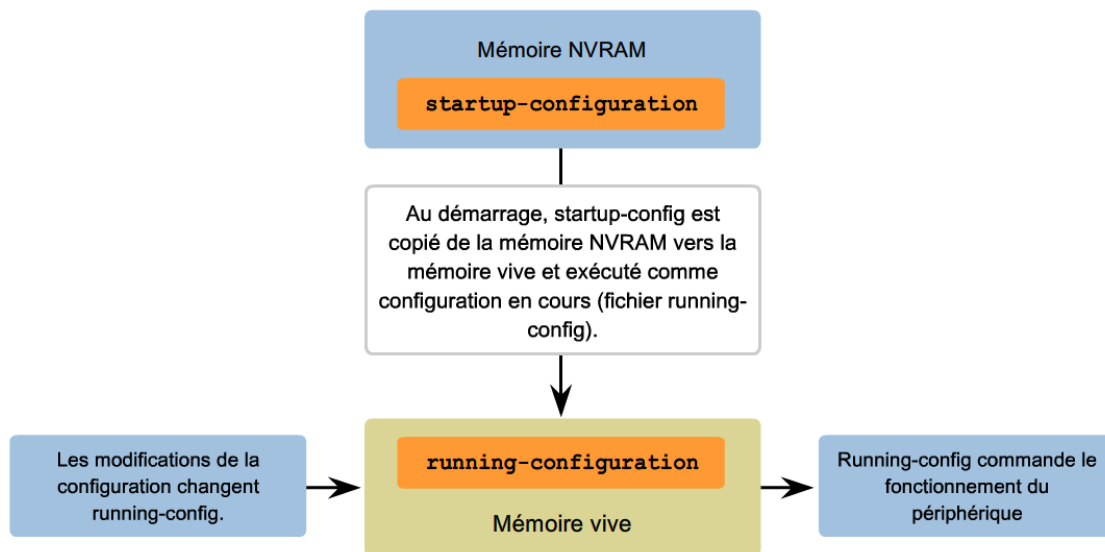 Mémoire NVRAM
startup-configuration
Au démarrage, startup-config est
copié de la mémoire NVRAM vers la
mémoire vive et exécuté comme
configuration en cours (fichier running-
config).
Les modifications de la
configuration changent
running-config.
running-configuration
Mémoire vive
Running-config commande le
fonctionnement du
périphérique